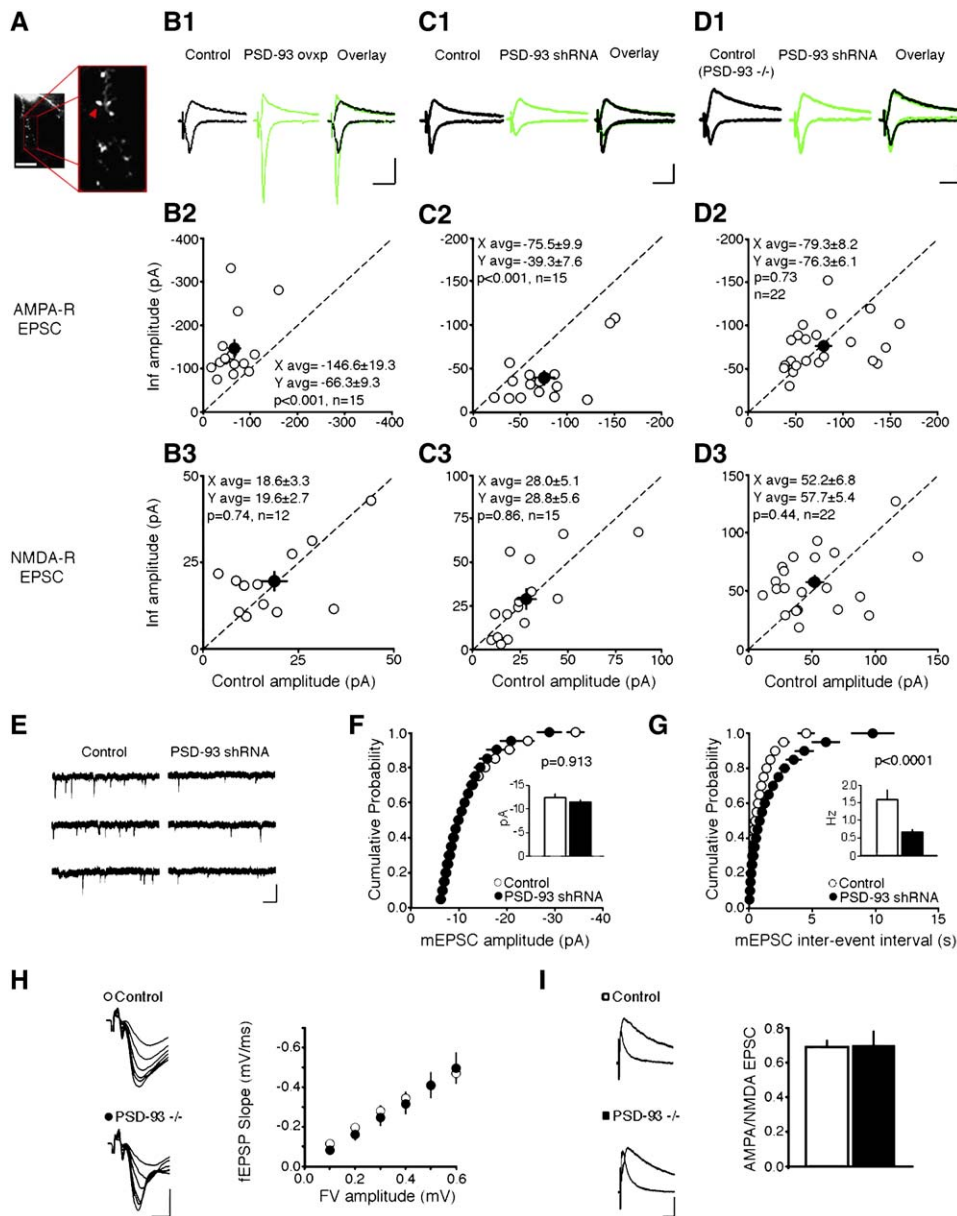 A
B1
Control PSD-93 ovxp Overlay
C1
Control PSD-93 shRNA Overlay
D1
Control (PSD-93 -/-) PSD-93 shRNA Overlay
AMPA-R
EPSC
B2
Inf amplitude (pA)
-400
-300
-200
-100
0
X avg= -146.6±19.3
Y avg= -66.3±9.3
p<0.001, n=15
0 -100 -200 -300 -400
C2
-200
-150
-100
-50
0
X avg= -75.5±9.9
Y avg= -39.3±7.6
p<0.001, n=15
0 -50 -100 -150 -200
D2
-200
-150
-100
-50
0
X avg= -79.3±8.2
Y avg= -76.3±6.1
p=0.73
n=22
0 -50 -100 -150 -200
NMDA-R
EPSC
B3
Inf amplitude (pA)
50
25
0
X avg= 18.6±3.3
Y avg= 19.6±2.7
p=0.74, n=12
0 25 50
Control amplitude (pA)
C3
100
75
50
25
0
X avg= 28.0±5.1
Y avg= 28.8±5.6
p=0.86, n=15
0 25 50 75 100
Control amplitude (pA)
D3
150
100
50
0
X avg= 52.2±6.8
Y avg= 57.7±5.4
p=0.44, n=22
0 50 100 150
Control amplitude (pA)
E
Control PSD-93 shRNA
F
Cumulative Probability
1.0
0.8
0.6
0.4
0.2
0.0
p=0.913
pA
-15
-10
-5
0
Control
PSD-93 shRNA
0 -10 -20 -30 -40
mEPSC amplitude (pA)
G
Cumulative Probability
1.0
0.8
0.6
0.4
0.2
0.0
p<0.0001
Hz
2.0
1.5
1.0
0.5
0
Control
PSD-93 shRNA
0 5 10 15
mEPSC inter-event interval (s)
H
Control
PSD-93 -/-
fEPSP Slope (mV/ms)
-0.6
-0.4
-0.2
0.0
0.0 0.2 0.4 0.6
FV amplitude (mV)
I
Control
PSD-93 -/-
AMPA/NMDA EPSC
0.8
0.6
0.4
0.2
0.0